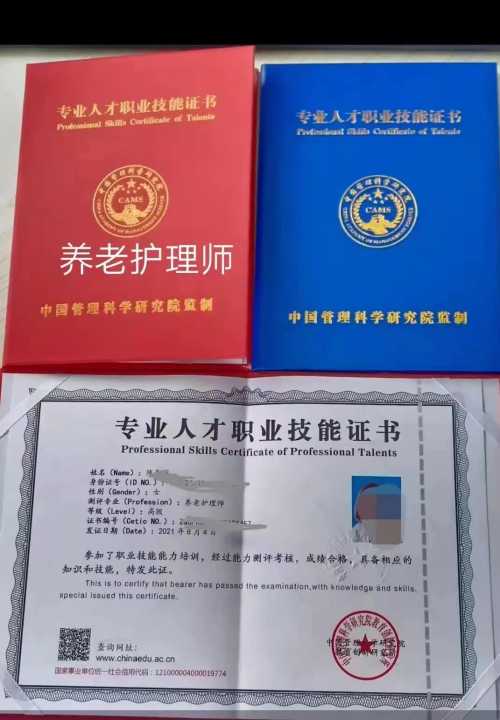 专业人才职业技能证书
Professional Skills Certificate of Talents
CAMS
养老护理师
中国管理科学研究院监制
专业人才职业技能证书
Professional Skills Certificate of Talents
CAMS
中国管理科学研究院监制
专业人才职业技能证书
Professional Skills Certificate of Professional Talents
姓名(Name):
身份证号(ID NO.):
性别(Gender):女
测评专业(Profession):养老护理师
等级(Level):高级
证书编号(Cetic NO.):
发证日期(Date):2021年
参加了职业技能能力培训,经过能力测评考核,成绩合格,具备相应的
知识和技能,特发此证。
This is to certify that bearer has passed the examination,with knowledge and skills,
special issued this certificate.
查询网址:
www.chinaedu.ac.cn
国家事业单位统一社会信用代码:121000004000019774